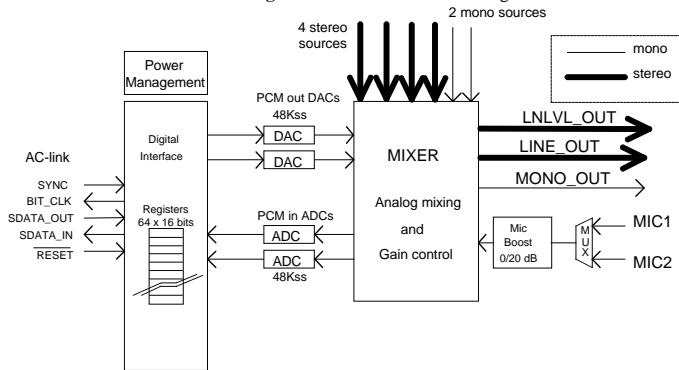 2 mono sources
4 stereo
sources
mono
stereo
Power
Management
PCM out DACs
48Kss
DAC
DAC
Digital
Interface
MIXER
LNLVL_OUT
LINE_OUT
MONO_OUT
AC-link
SYNC
BIT_CLK
SDATA_OUT
SDATA_IN
RESET
Registers
64 x 16 bits
PCM in ADCs
ADC
ADC
48Kss
Analog mixing
and
Gain control
Mic
Boost
0/20 dB
MUX
MIC1
MIC2